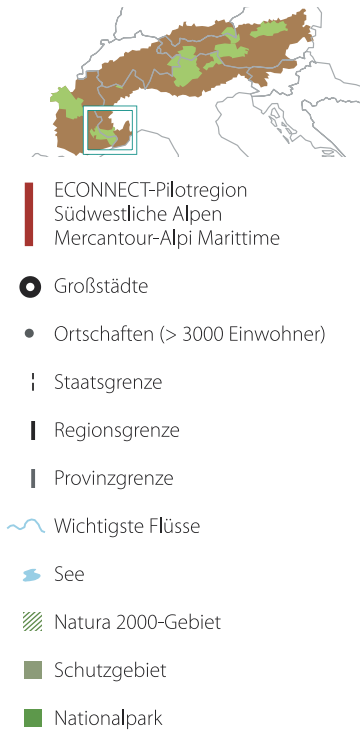 ECONNECT-Pilotregion
Südwestliche Alpen
Mercantour-Alpi Marittime
Großstädte
Ortschaften (> 3000 Einwohner)
Staatsgrenze
Regionsgrenze
Provinzgrenze
Wichtigste Flüsse
See
Natura 2000-Gebiet
Schutzgebiet
Nationalpark